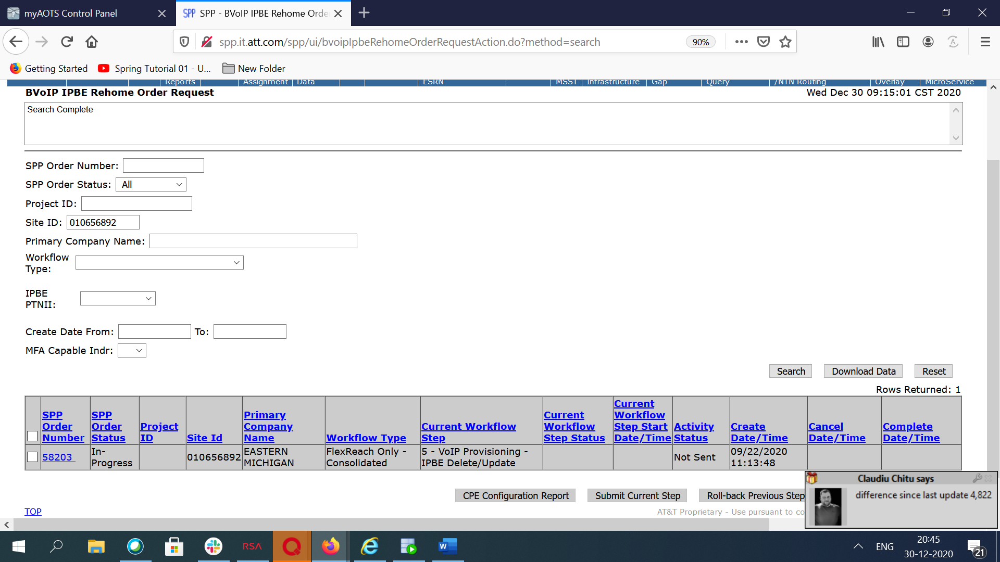 myAOTS Control Panel
SPP SPP - BVoIP IPBE Rehome Orde
spp.it.att.com/spp/ui/bvoipIpbeRehomeOrderRequestAction.do?method=search
90%
Getting Started
Spring Tutorial 01 - U...
New Folder
Reports Assignment Data ESRN MSST Infrastructure Gap Query /NTN Routing Overlay MicroService
BVoIP IPBE Rehome Order Request
Wed Dec 30 09:15:01 CST 2020
Search Complete
SPP Order Number:
SPP Order Status: All
Project ID:
Site ID: 010656892
Primary Company Name:
Workflow
Type:
IPBE
PTNII:
Create Date From: To:
MFA Capable Indr:
Search Download Data Reset
Rows Returned: 1
SPP Order Number
SPP Order Status
Project ID
Site Id
Primary Company Name
Workflow Type
Current Workflow Step
Current Workflow Step Status
Current Workflow Step Start Date/Time
Activity Status
Create Date/Time
Cancel Date/Time
Complete Date/Time
58203
In-Progress
010656892
EASTERN MICHIGAN
FlexReach Only - Consolidated
5 - VoIP Provisioning - IPBE Delete/Update
Not Sent
09/22/2020 11:13:48
CPE Configuration Report Submit Current Step Roll-back Previous Step
TOP
AT&T Proprietary - Use pursuant to co
Claudiu Chitu says
difference since last update 4,822
RSA
W
ENG
20:45
30-12-2020
21